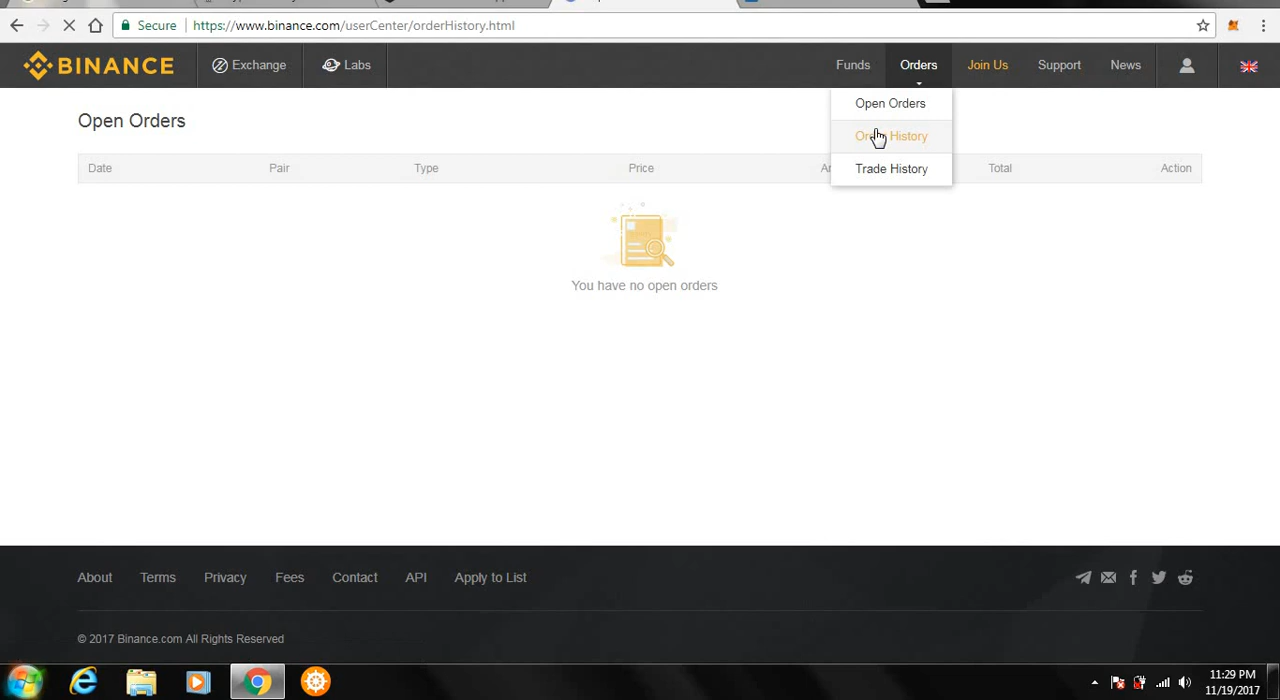 Secure https://www.binance.com/userCenter/orderHistory.html
BINANCE Exchange Labs Funds Orders Join Us Support News
Open Orders
Open Orders
Order History
Trade History
Date Pair Type Price Total Action
You have no open orders
About Terms Privacy Fees Contact API Apply to List
© 2017 Binance.com All Rights Reserved
11:29 PM
11/19/2017